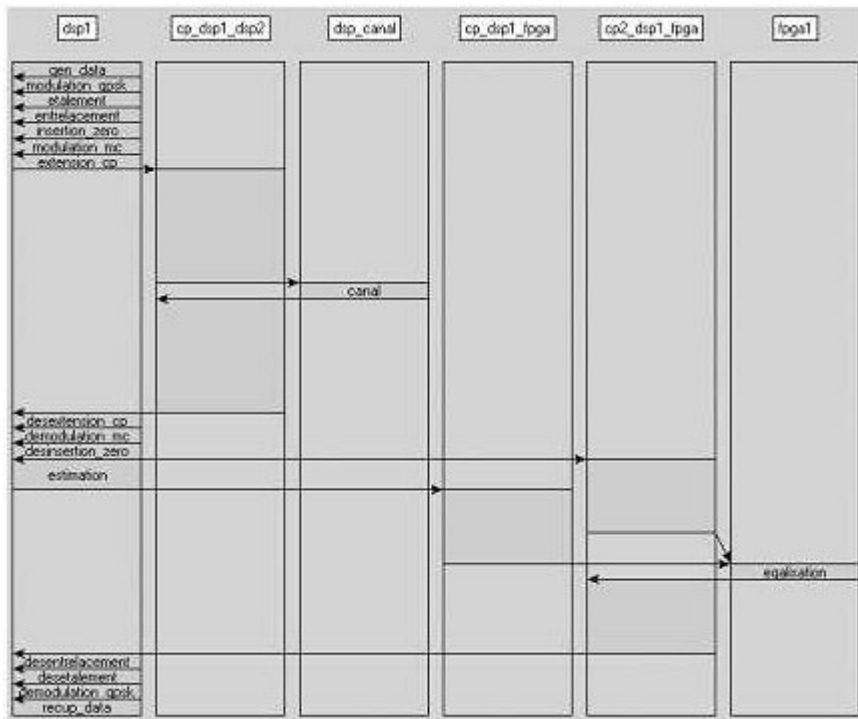 dsp1
cp_dsp1_dsp2
dsp_canal
cp_dsp1_fpga
cp2_dsp1_fpga
fpga1
gen_data
modulation_qpsk
etalement
entrelacement
insertion_zero
modulation_mc
extension_cp
canal
desextension_cp
demodulation_mc
desinsertion_zero
estimation
egalisation
desentrelacement
desetalement
demodulation_qpsk
recup_data